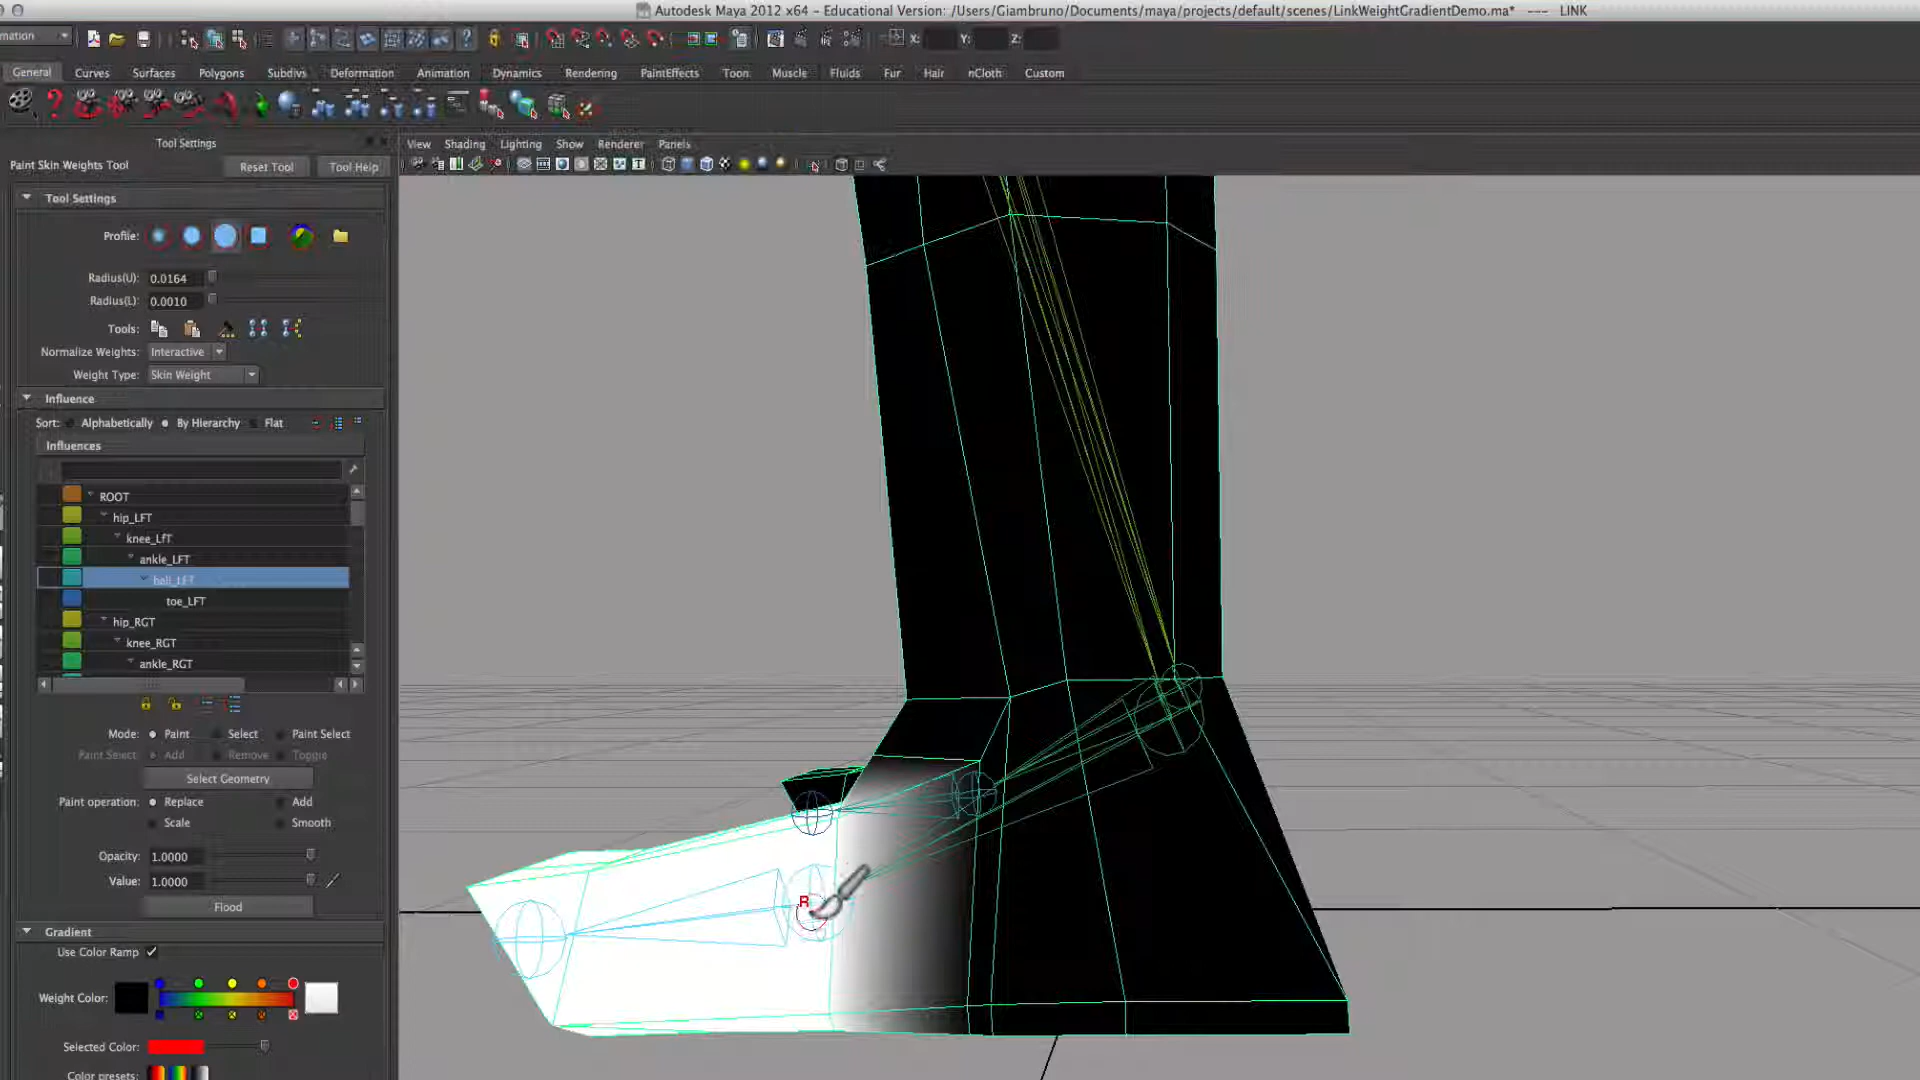 Autodesk Maya 2012 x64 – Educational Version: /Users/Giambruno/Documents/maya/projects/default/scenes/LinkWeightGradientDemo.ma* --- LINK
mation X: Y: Z:
General Curves Surfaces Polygons Subdivs Deformation Animation Dynamics Rendering PaintEffects Toon Muscle Fluids Fur Hair nCloth Custom
Tool Settings
View Shading Lighting Show Renderer Panels
Paint Skin Weights Tool Reset Tool Tool Help
Tool Settings
Profile:
Radius(U): 0.0164
Radius(L): 0.0010
Tools:
Normalize Weights: Interactive
Weight Type: Skin Weight
Influence
Sort: Alphabetically By Hierarchy Flat
Influences
ROOT
hip_LFT
knee_LfT
ankle_LFT
ball_LFT
toe_LFT
hip_RGT
knee_RGT
ankle_RGT
Mode: Paint Select Paint Select
Paint Select: Add Remove Toggle
Select Geometry
Paint operation: Replace Add
Scale Smooth
Opacity: 1.0000
Value: 1.0000
Flood
Gradient
Use Color Ramp
Weight Color:
Selected Color:
Color presets:
R